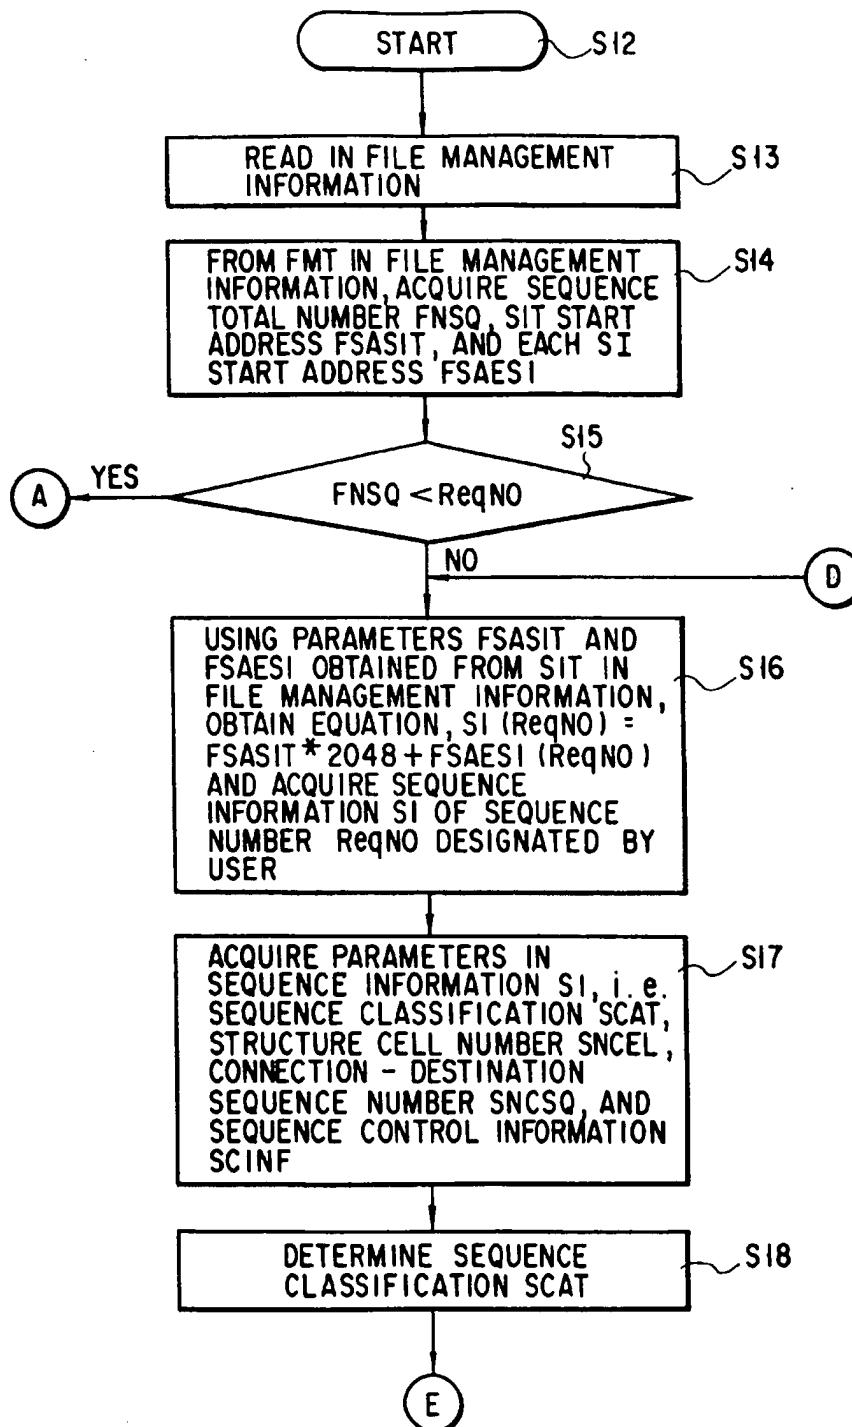 START
S12
READ IN FILE MANAGEMENT
INFORMATION
S13
FROM FMT IN FILE MANAGEMENT
INFORMATION, ACQUIRE SEQUENCE
TOTAL NUMBER FNSQ, SIT START
ADDRESS FSASIT, AND EACH SI
START ADDRESS FSAESI
S14
S15
A
YES
FNSQ < ReqNO
NO
D
USING PARAMETERS FSASIT AND
FSAESI OBTAINED FROM SIT IN
FILE MANAGEMENT INFORMATION,
OBTAIN EQUATION, SI (ReqNO) =
FSASIT * 2048 + FSAESI (ReqNO)
AND ACQUIRE SEQUENCE
INFORMATION SI OF SEQUENCE
NUMBER ReqNO DESIGNATED BY
USER
S16
ACQUIRE PARAMETERS IN
SEQUENCE INFORMATION SI, i.e.
SEQUENCE CLASSIFICATION SCAT,
STRUCTURE CELL NUMBER SNCEL,
CONNECTION - DESTINATION
SEQUENCE NUMBER SNCSQ, AND
SEQUENCE CONTROL INFORMATION
SCINF
S17
DETERMINE SEQUENCE
CLASSIFICATION SCAT
S18
E